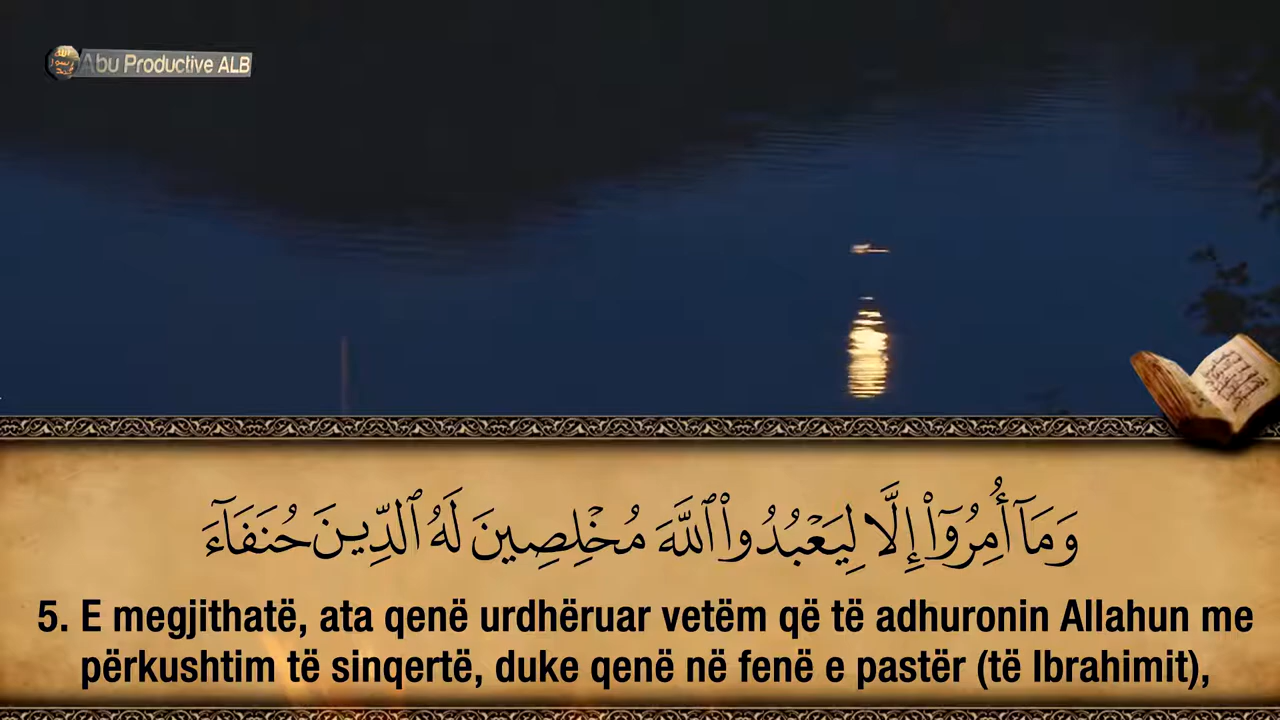 Abu Productive ALB
وَمَآ أُمِرُوٓا۟ إِلَّا لِيَعْبُدُوا۟ ٱللَّهَ مُخْلِصِينَ لَهُ ٱلدِّينَ حُنَفَآءَ
5. E megjithatë, ata qenë urdhëruar vetëm që të adhuronin Allahun me
përkushtim të sinqertë, duke qenë në fenë e pastër (të Ibrahimit),